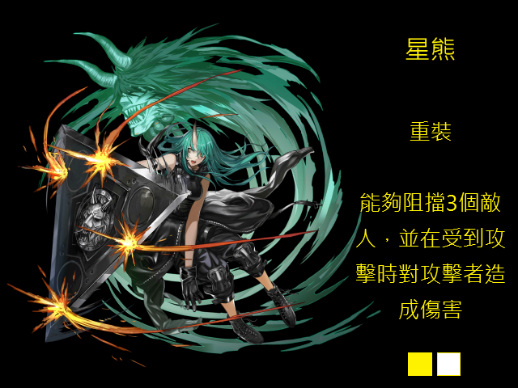 星熊
重裝
能夠阻擋3個敵
人，並在受到攻
擊時對攻擊者造
成傷害